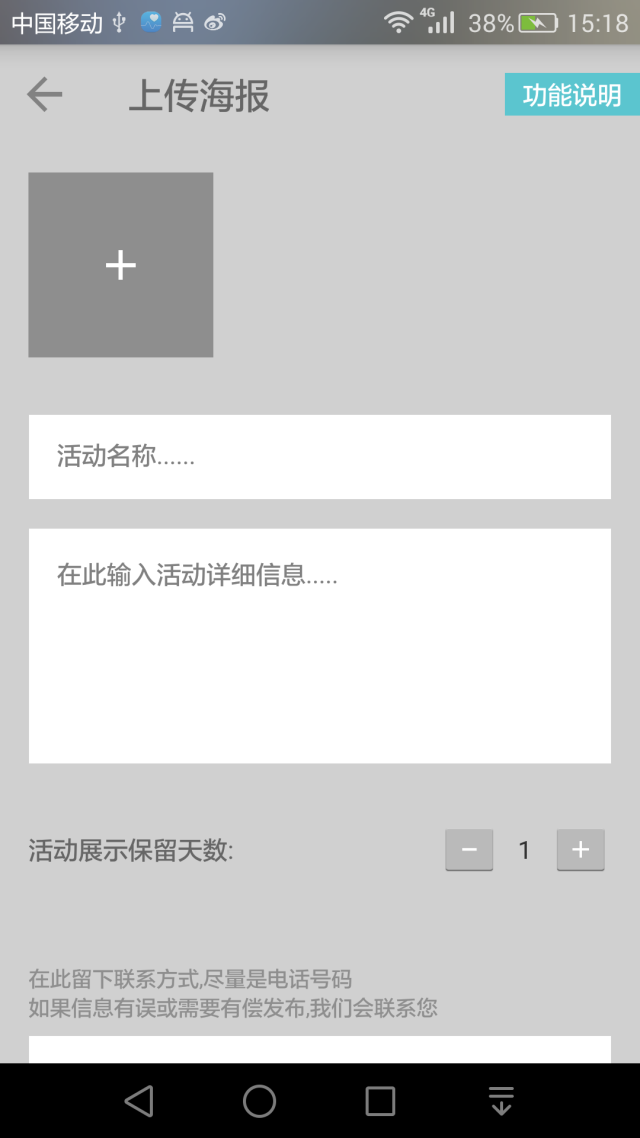 中国移动 4G 38% 15:18
上传海报 功能说明
+
活动名称......
在此输入活动详细信息.....
活动展示保留天数: − 1 +
在此留下联系方式,尽量是电话号码
如果信息有误或需要有偿发布,我们会联系您